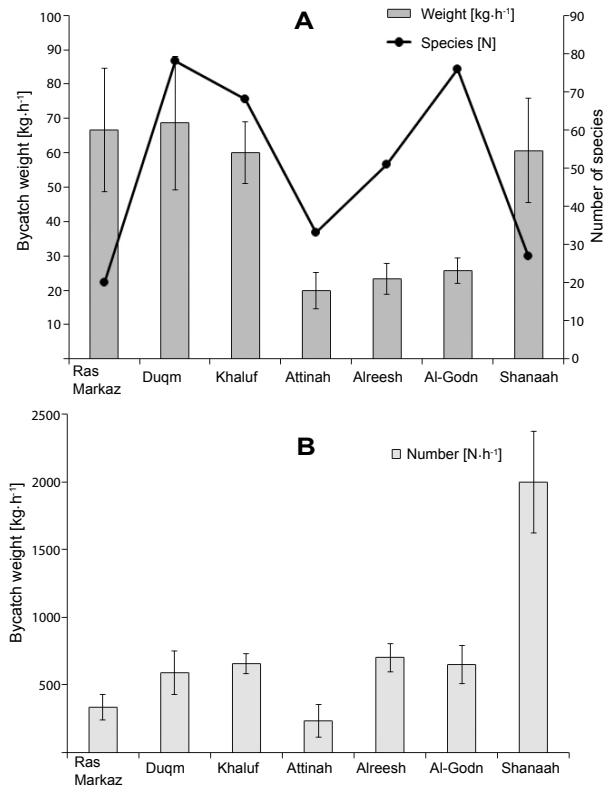 A
Weight [kg·h⁻¹]
Species [N]
Bycatch weight [kg·h⁻¹]
100
90
80
70
60
50
40
30
20
10
Number of species
90
80
70
60
50
40
30
20
10
0
Ras
Markaz
Duqm
Khaluf
Attinah
Alreesh
Al-Godn
Shanaah
B
Number [N·h⁻¹]
Bycatch weight [kg·h⁻¹]
2500
2000
1500
1000
500
Ras
Markaz
Duqm
Khaluf
Attinah
Alreesh
Al-Godn
Shanaah